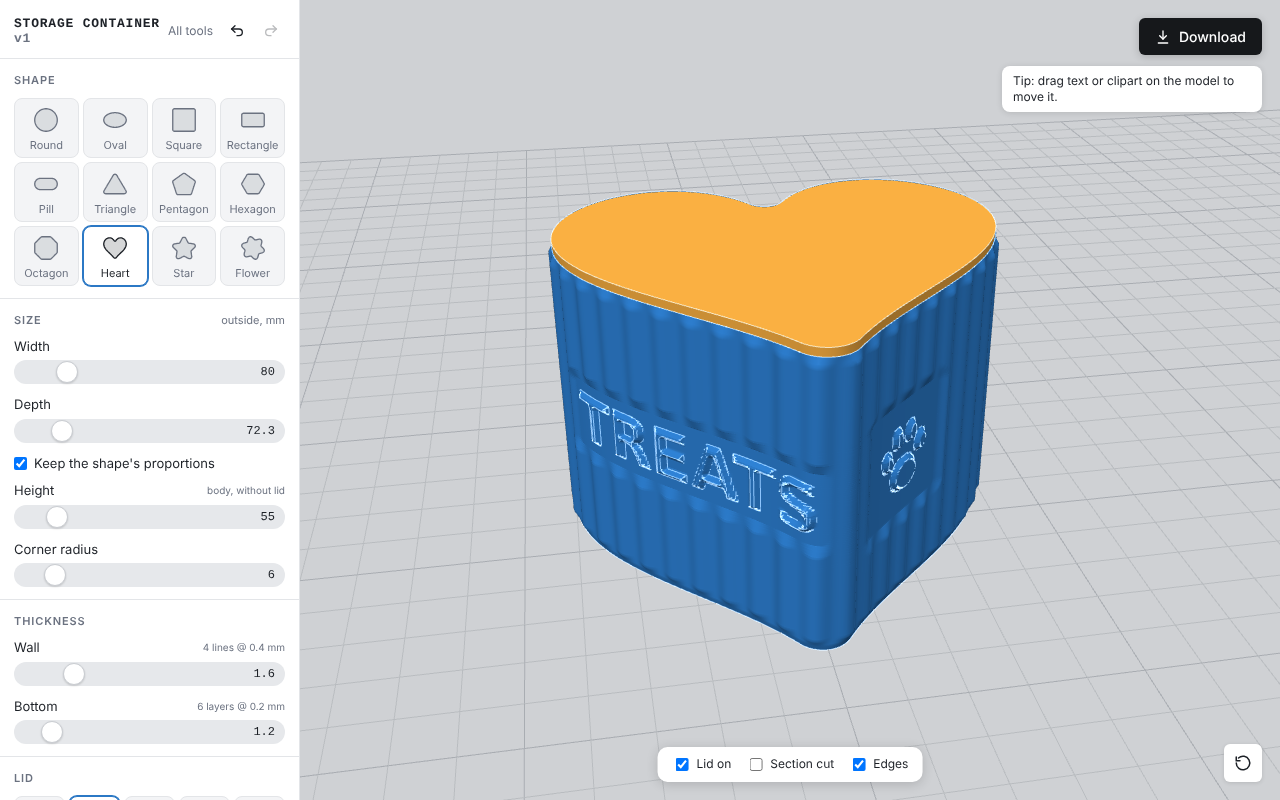 STORAGE CONTAINER
v1
All tools
Download
Tip: drag text or clipart on the model to
move it.
SHAPE
Round
Oval
Square
Rectangle
Pill
Triangle
Pentagon
Hexagon
Octagon
Heart
Star
Flower
SIZE
outside, mm
Width
80
Depth
72.3
Keep the shape's proportions
Height
body, without lid
55
Corner radius
6
THICKNESS
Wall
4 lines @ 0.4 mm
1.6
Bottom
6 layers @ 0.2 mm
1.2
LID
TREATS
Lid on
Section cut
Edges